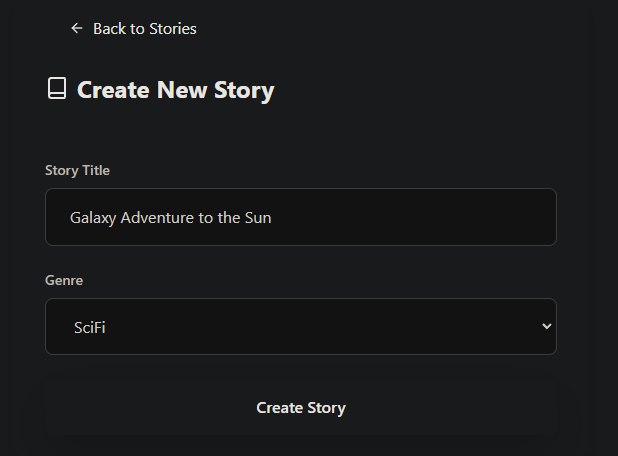 Back to Stories
Create New Story
Story Title
Galaxy Adventure to the Sun
Genre
SciFi
Create Story